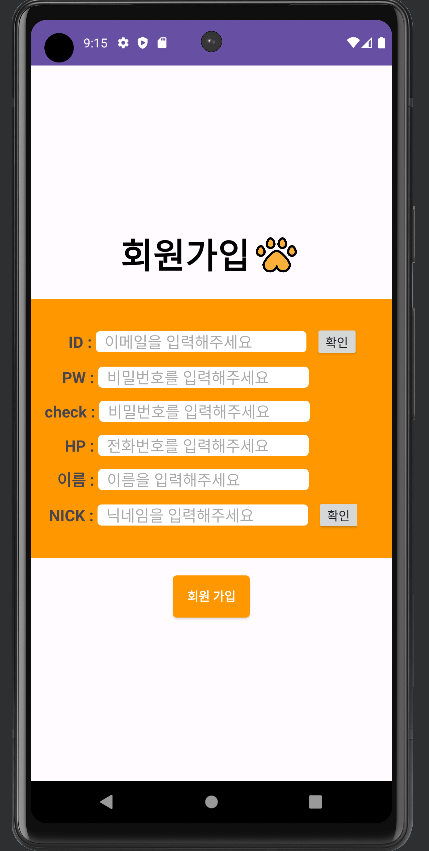 9:15
회원가입
ID : 이메일을 입력해주세요 확인
PW : 비밀번호를 입력해주세요
check : 비밀번호를 입력해주세요
HP : 전화번호를 입력해주세요
이름 : 이름을 입력해주세요
NICK : 닉네임을 입력해주세요 확인
회원 가입